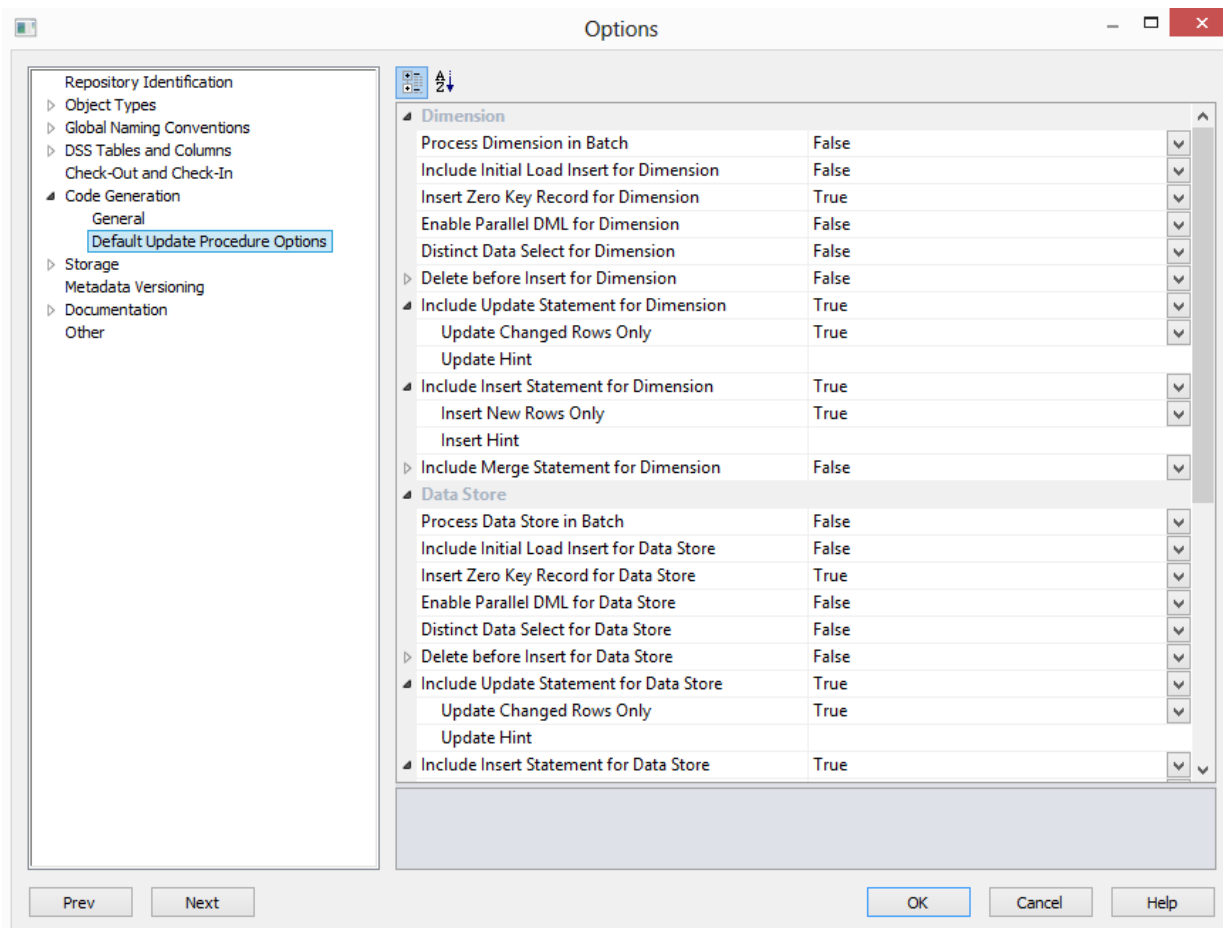 Options
Repository Identification
Object Types
Global Naming Conventions
DSS Tables and Columns
Check-Out and Check-In
Code Generation
General
Default Update Procedure Options
Storage
Metadata Versioning
Documentation
Other
Dimension
Process Dimension in Batch False
Include Initial Load Insert for Dimension False
Insert Zero Key Record for Dimension True
Enable Parallel DML for Dimension False
Distinct Data Select for Dimension False
Delete before Insert for Dimension False
Include Update Statement for Dimension True
Update Changed Rows Only True
Update Hint
Include Insert Statement for Dimension True
Insert New Rows Only True
Insert Hint
Include Merge Statement for Dimension False
Data Store
Process Data Store in Batch False
Include Initial Load Insert for Data Store False
Insert Zero Key Record for Data Store True
Enable Parallel DML for Data Store False
Distinct Data Select for Data Store False
Delete before Insert for Data Store False
Include Update Statement for Data Store True
Update Changed Rows Only True
Update Hint
Include Insert Statement for Data Store True
Prev Next OK Cancel Help